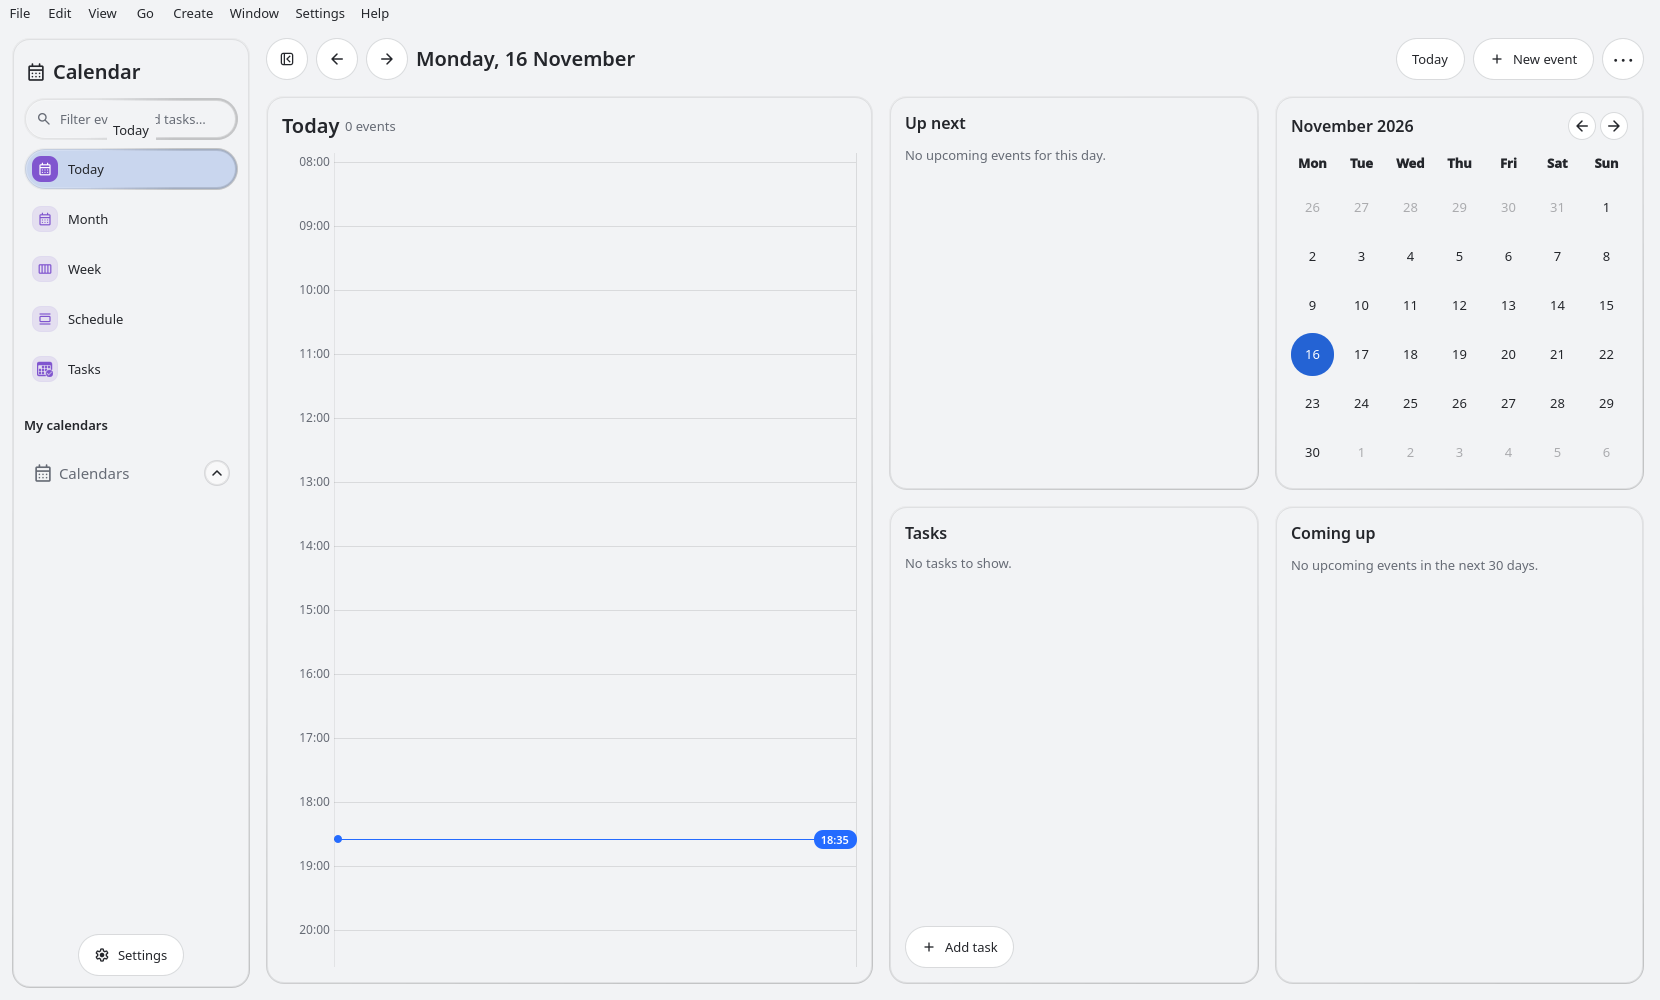 File Edit View Go Create Window Settings Help
Calendar
Filter ev d tasks...
Today
Today
Month
Week
Schedule
Tasks
My calendars
Calendars
Settings
Monday, 16 November
Today
New event
Today 0 events
08:00
09:00
10:00
11:00
12:00
13:00
14:00
15:00
16:00
17:00
18:00
18:35
19:00
20:00
Up next
No upcoming events for this day.
November 2026
Mon Tue Wed Thu Fri Sat Sun
26 27 28 29 30 31 1
2 3 4 5 6 7 8
9 10 11 12 13 14 15
16 17 18 19 20 21 22
23 24 25 26 27 28 29
30 1 2 3 4 5 6
Tasks
No tasks to show.
Add task
Coming up
No upcoming events in the next 30 days.